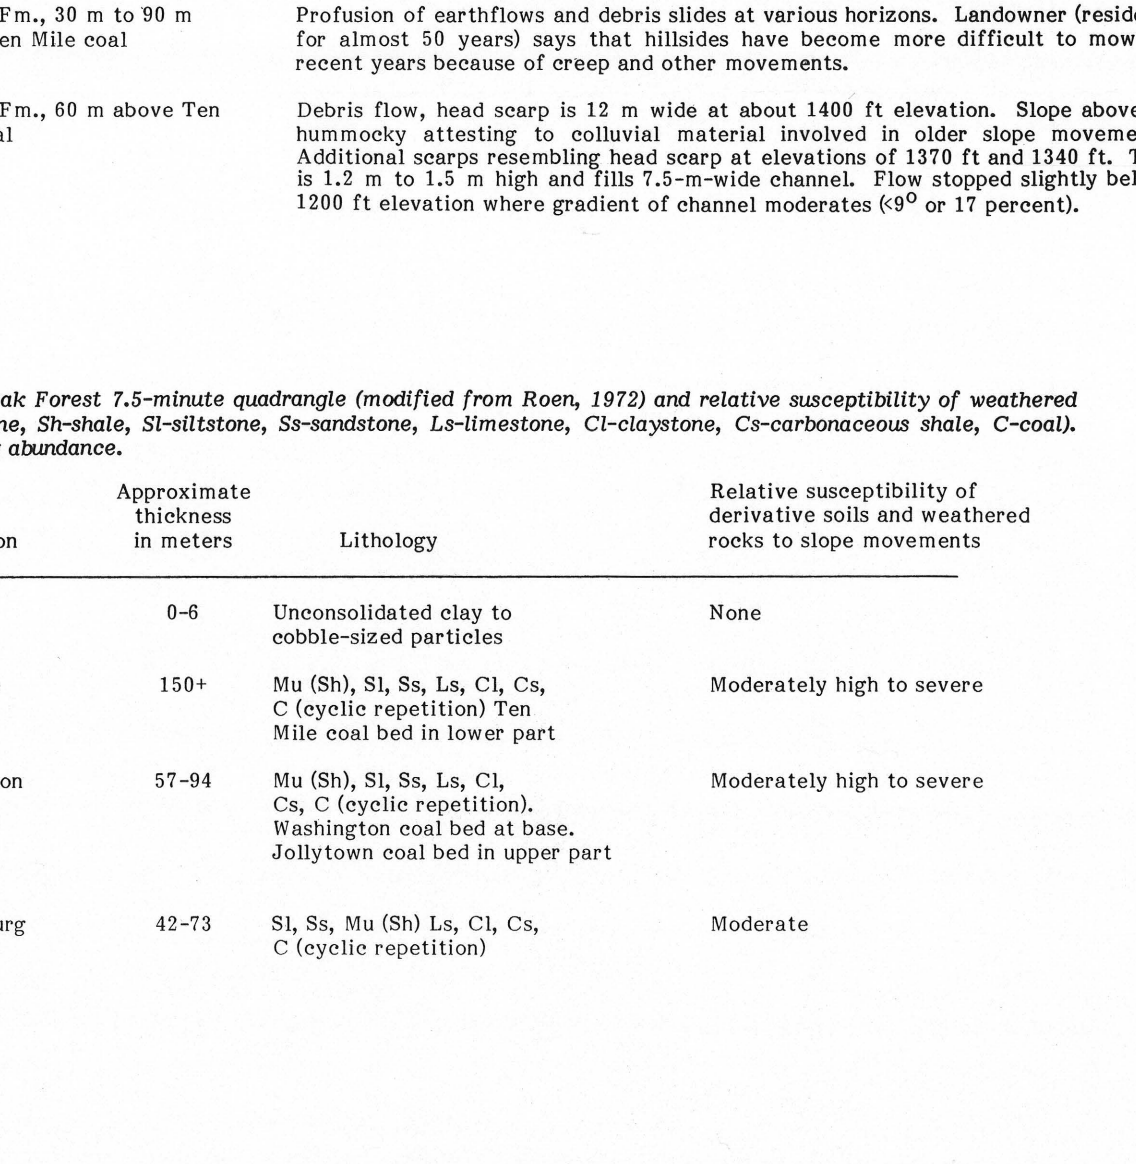 Fm., 30 m to 90 m
en Mile coal
Profusion of earthflows and debris slides at various horizons. Landowner (resid
for almost 50 years) says that hillsides have become more difficult to mow
recent years because of creep and other movements.
Fm., 60 m above Ten
al
Debris flow, head scarp is 12 m wide at about 1400 ft elevation. Slope above
hummocky attesting to colluvial material involved in older slope moveme
Additional scarps resembling head scarp at elevations of 1370 ft and 1340 ft. T
is 1.2 m to 1.5 m high and fills 7.5-m-wide channel. Flow stopped slightly bel
1200 ft elevation where gradient of channel moderates (<9° or 17 percent).
ak Forest 7.5-minute quadrangle (modified from Roen, 1972) and relative susceptibility of weathered
ne, Sh-shale, Sl-siltstone, Ss-sandstone, Ls-limestone, Cl-claystone, Cs-carbonaceous shale, C-coal).
abundance.
Approximate
thickness
in meters
on
Lithology
Relative susceptibility of
derivative soils and weathered
rocks to slope movements
0-6
Unconsolidated clay to
cobble-sized particles
None
150+
Mu (Sh), Sl, Ss, Ls, Cl, Cs,
C (cyclic repetition) Ten
Mile coal bed in lower part
Moderately high to severe
on
57-94
Mu (Sh), Sl, Ss, Ls, Cl,
Cs, C (cyclic repetition).
Washington coal bed at base.
Jollytown coal bed in upper part
Moderately high to severe
urg
42-73
Sl, Ss, Mu (Sh) Ls, Cl, Cs,
C (cyclic repetition)
Moderate